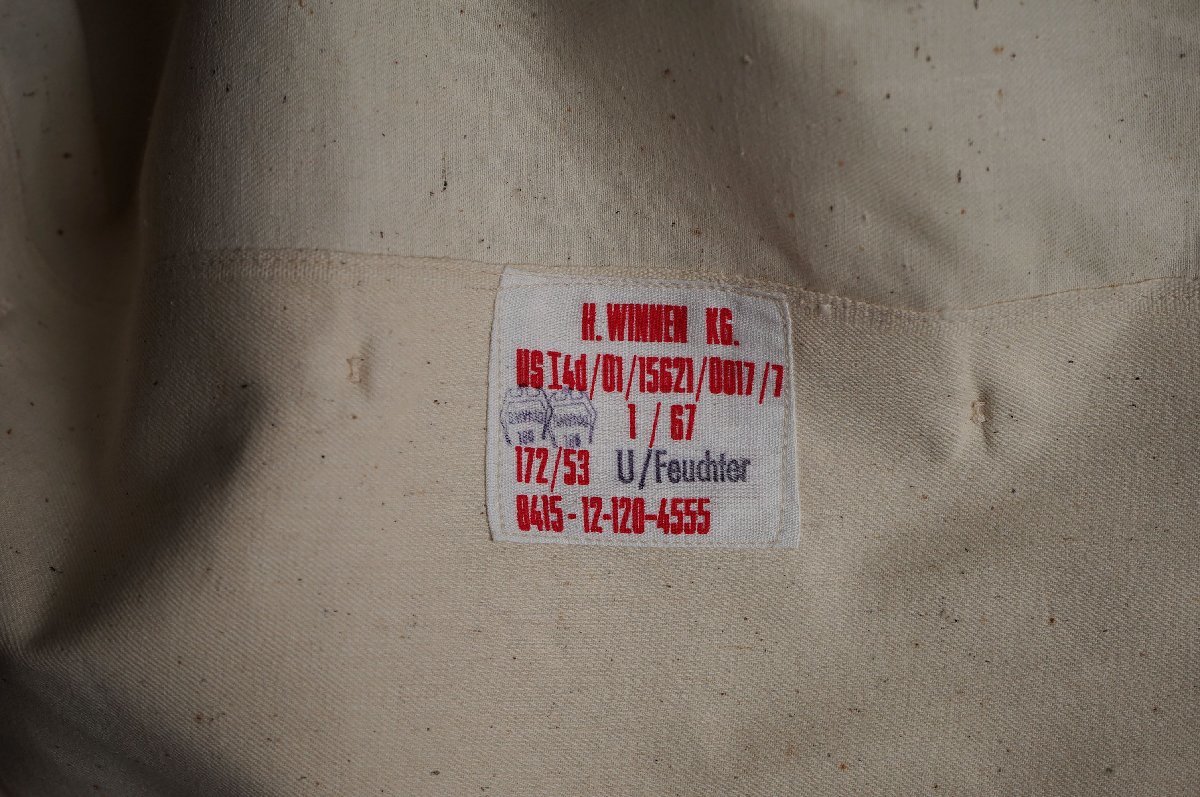 H. WINNEN KG.
US I4d/01/15621/0017/7
1 / 67
172/53 U/Feuchter
8415-12-120-4555